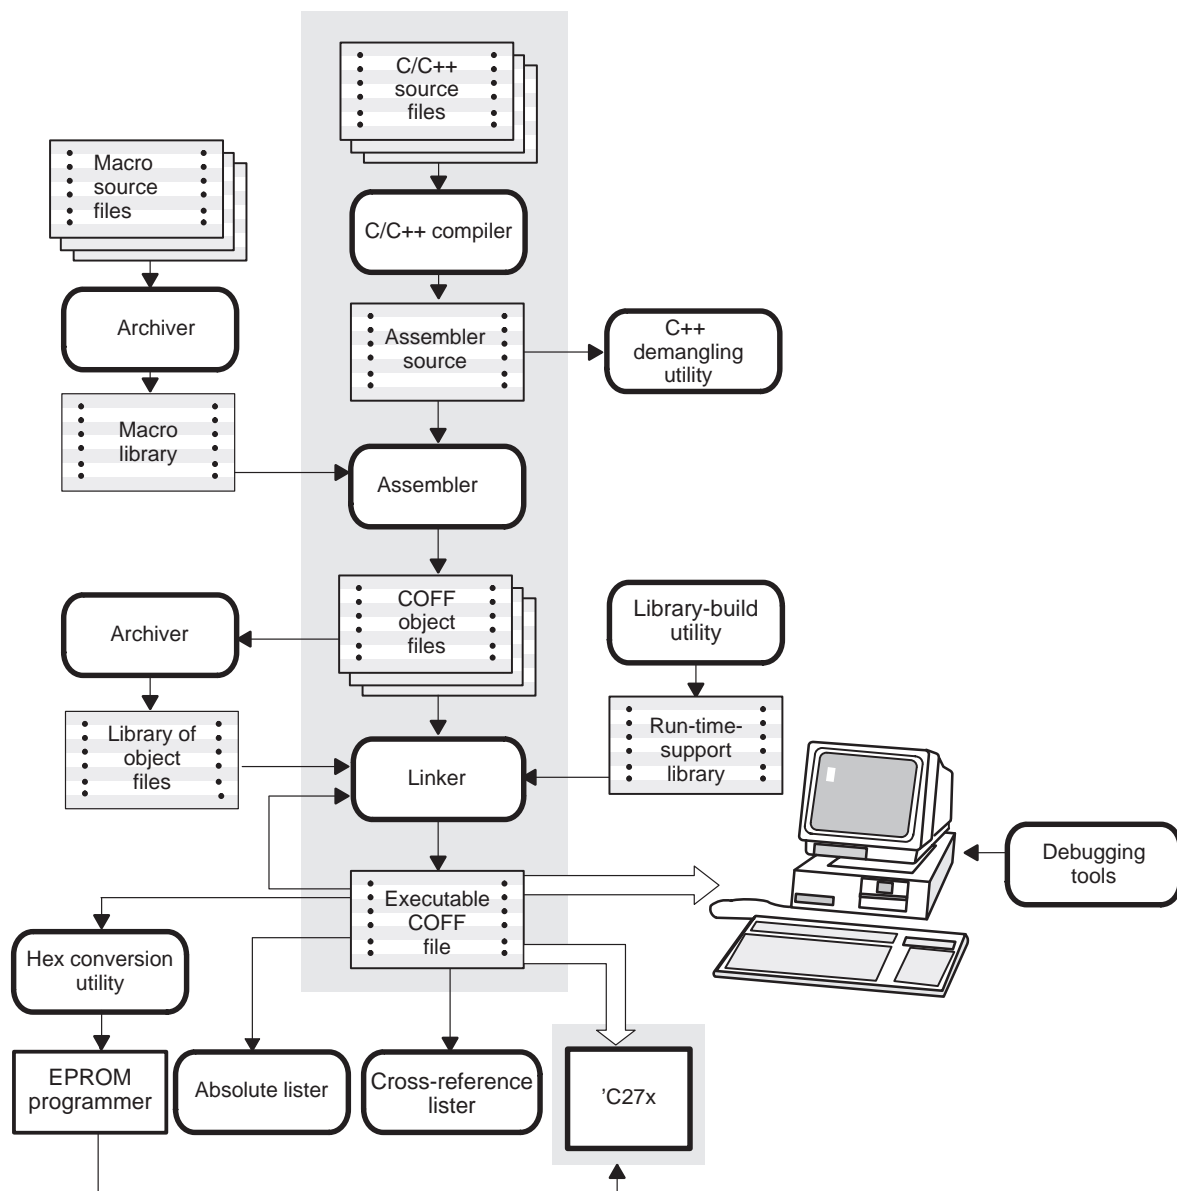 C/C++
source
files
Macro
source
files
C/C++ compiler
Archiver
Assembler
source
C++
demangling
utility
Macro
library
Assembler
COFF
object
files
Library-build
utility
Archiver
Library of
object
files
Run-time-
support
library
Linker
Debugging
tools
Executable
COFF
file
Hex conversion
utility
EPROM
programmer
Absolute lister
Cross-reference
lister
’C27x